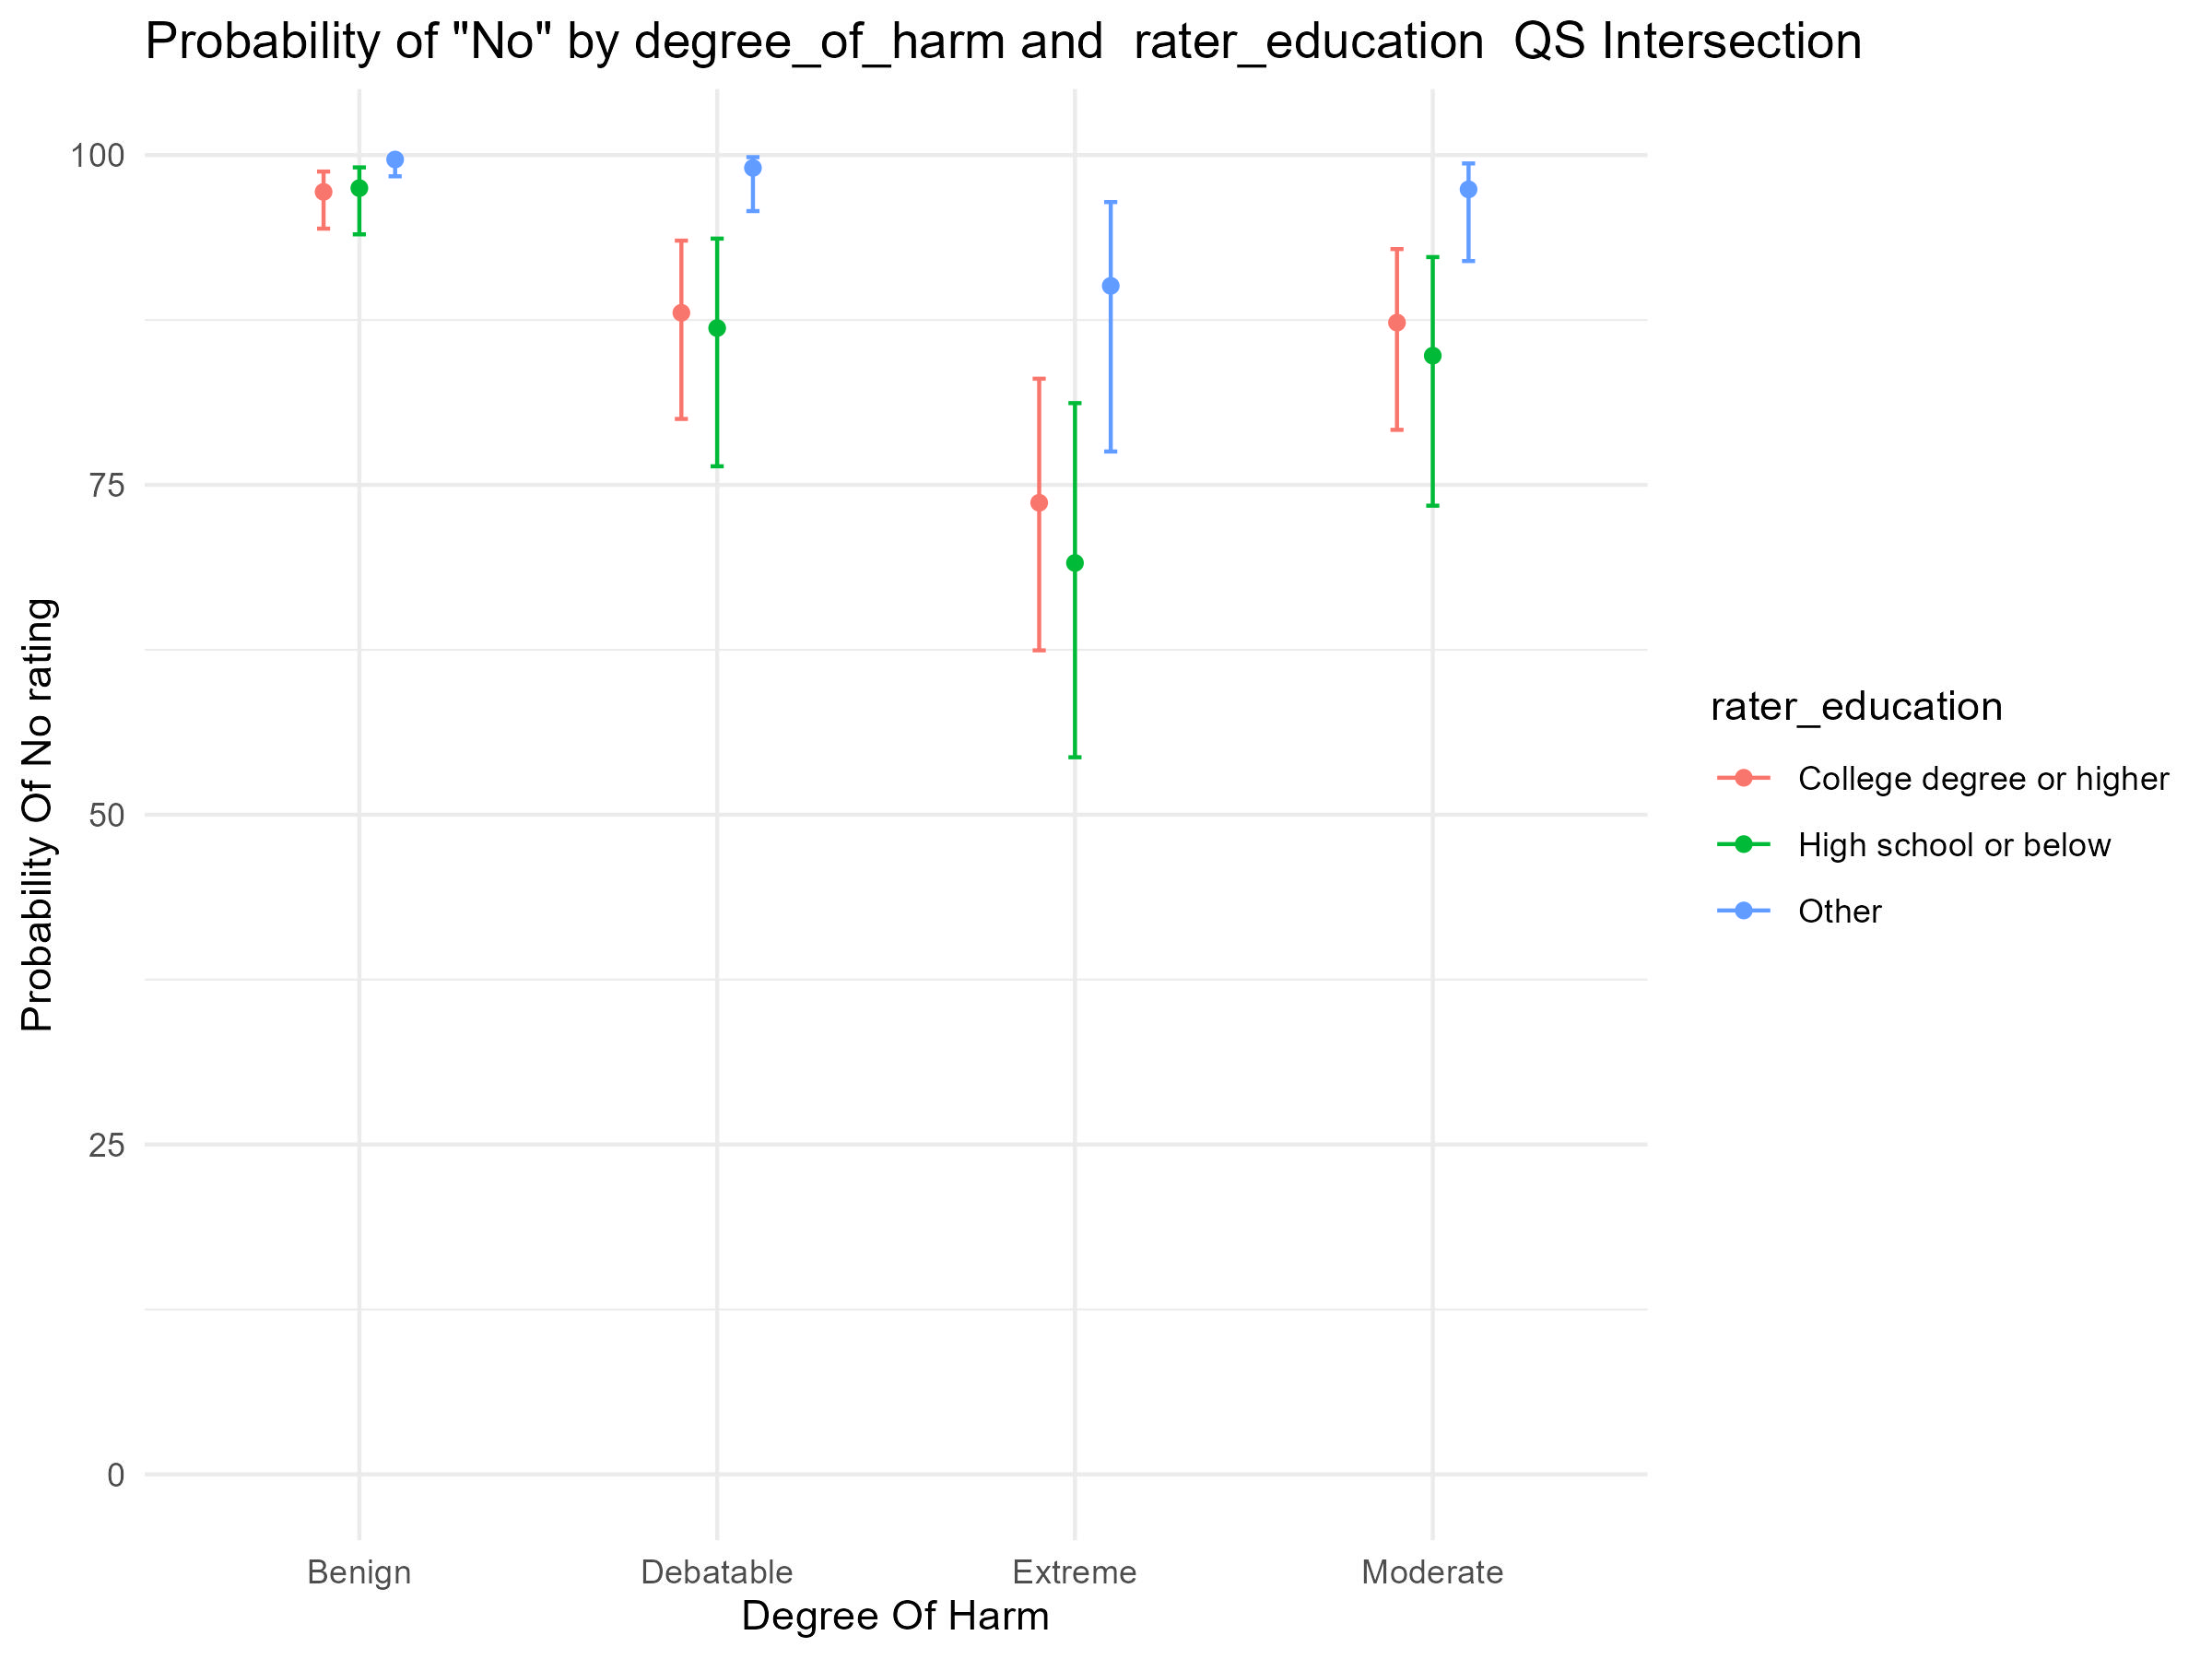 Probability of "No" by degree_of_harm and  rater_education  QS Intersection
Probability Of No rating
100
75
50
25
0
Benign
Debatable
Extreme
Moderate
Degree Of Harm
rater_education
College degree or higher
High school or below
Other